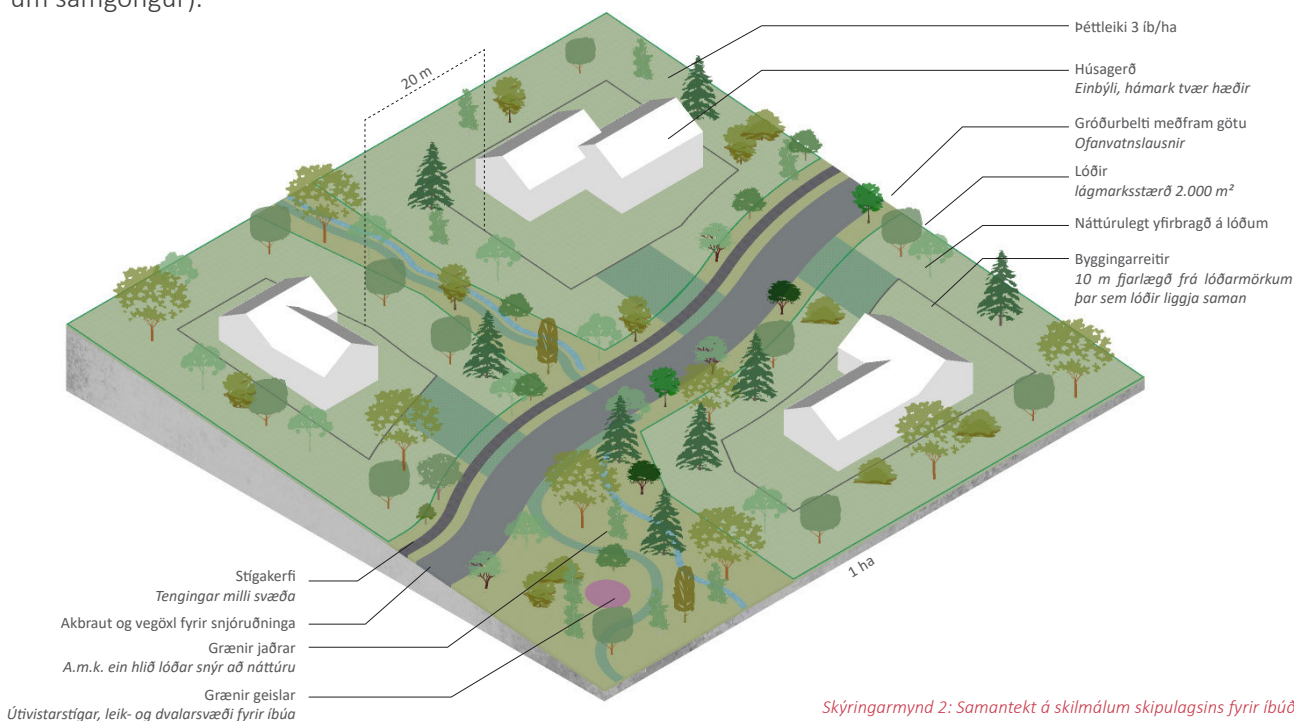 um samgöngur).
20 m
Þéttleiki 3 íb/ha
Húsagerð
Einbýli, hámark tvær hæðir
Gróðurbelti meðfram götu
Ofanvatnslausnir
Lóðir
lágmarksstærð 2.000 m²
Náttúrulegt yfirbragð á lóðum
Byggingarreitir
10 m fjarlægð frá lóðarmörkum
þar sem lóðir liggja saman
1 ha
Stígakerfi
Tengingar milli svæða
Akbraut og vegöxl fyrir snjóruðninga
Grænir jaðrar
A.m.k. ein hlið lóðar snýr að náttúru
Grænir geislar
Útivistarstígar, leik- og dvalarsvæði fyrir íbúa
Skýringarmynd 2: Samantekt á skilmálum skipulagsins fyrir íbúð